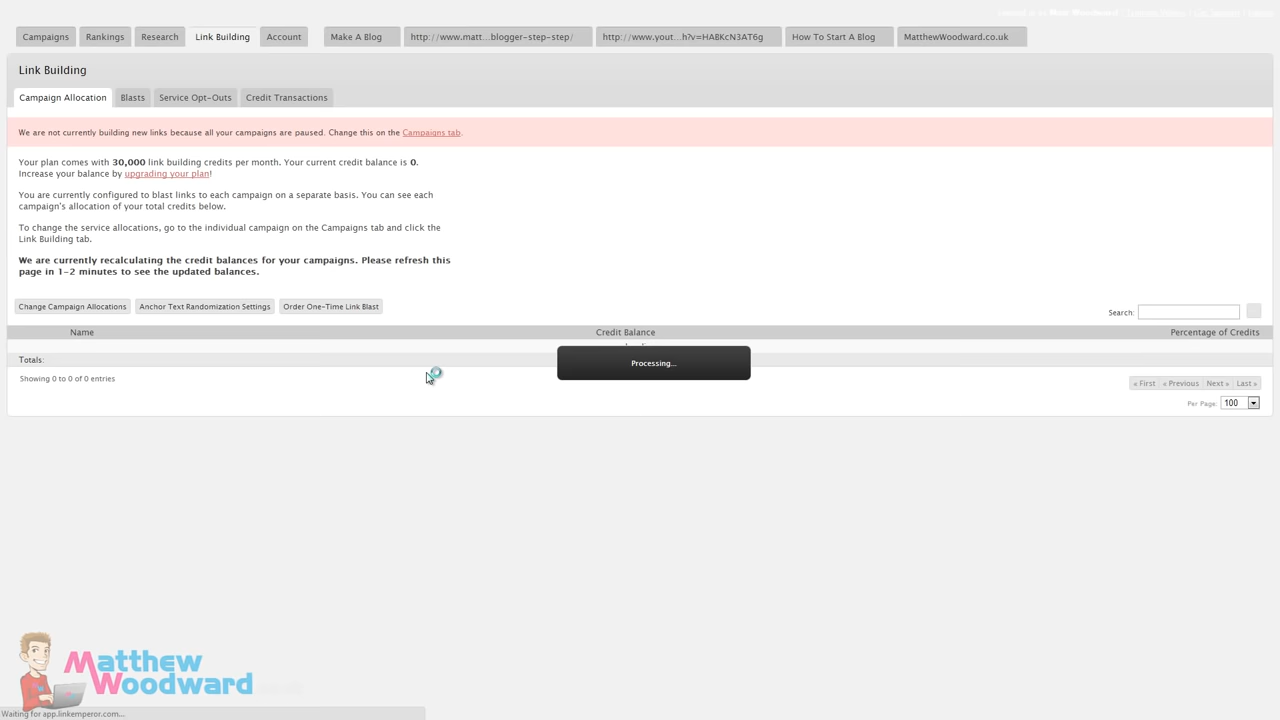 Matt Woodward
Campaigns Rankings Research Link Building Account Make A Blog http://www.matt...blogger-step-step/ http://www.yout...h?v=HABKcN3AT6g How To Start A Blog MatthewWoodward.co.uk
Link Building
Campaign Allocation Blasts Service Opt-Outs Credit Transactions
We are not currently building new links because all your campaigns are paused. Change this on the Campaigns tab.
Your plan comes with 30,000 link building credits per month. Your current credit balance is 0.
Increase your balance by upgrading your plan!
You are currently configured to blast links to each campaign on a separate basis. You can see each
campaign's allocation of your total credits below.
To change the service allocations, go to the individual campaign on the Campaigns tab and click the
Link Building tab.
We are currently recalculating the credit balances for your campaigns. Please refresh this
page in 1-2 minutes to see the updated balances.
Change Campaign Allocations Anchor Text Randomization Settings Order One-Time Link Blast Search:
Name Credit Balance Percentage of Credits
Processing...
Totals:
Showing 0 to 0 of 0 entries
« First « Previous Next » Last »
Per Page: 100
Matthew
Woodward
Waiting for app.linkemperor.com...